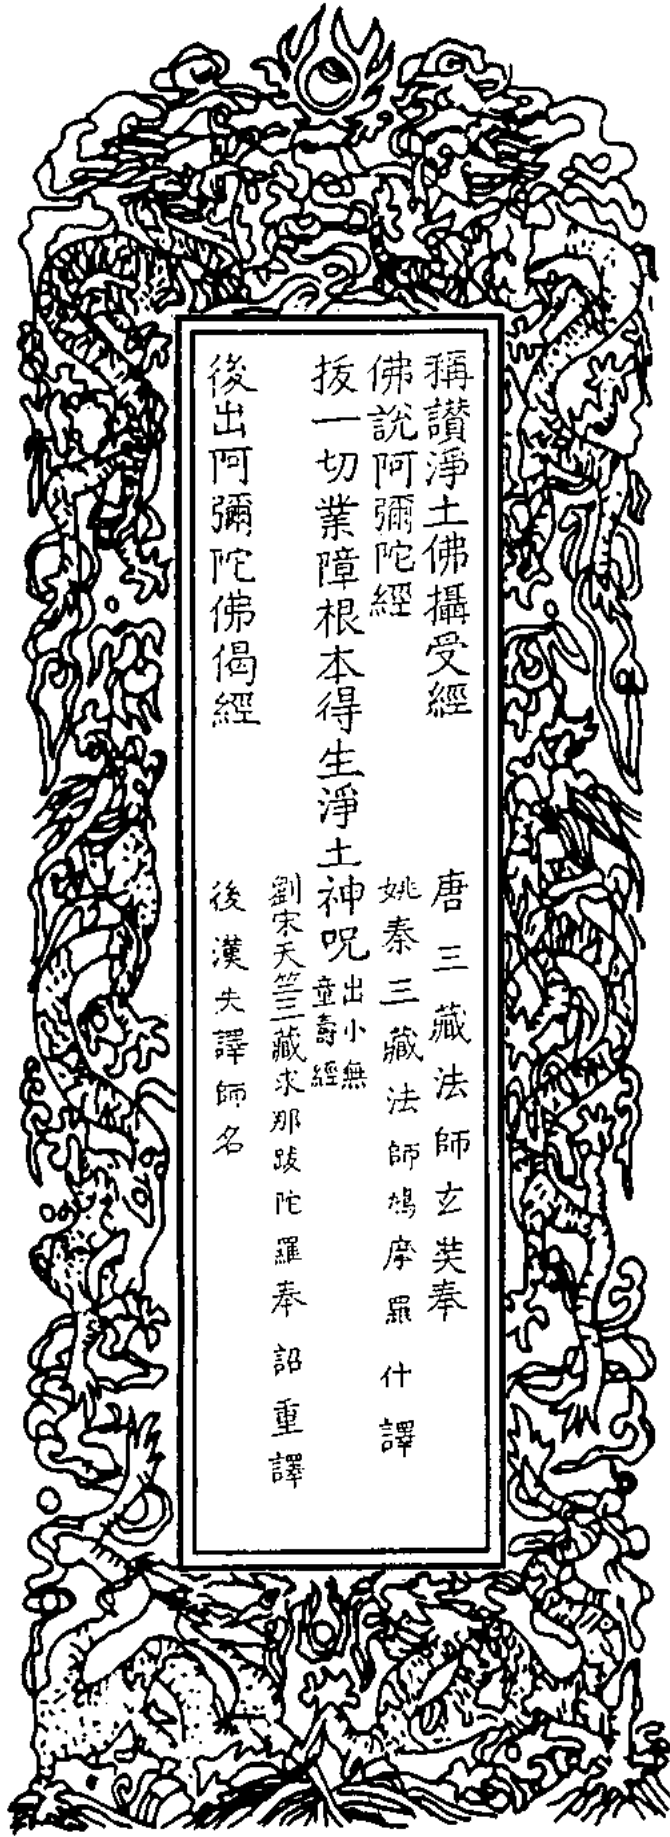 稱讃淨土佛攝受經　唐三藏法師玄奘奉
佛說阿彌陀經　姚秦三藏法師鳩摩羅什譯
拔一切業障根本得生淨土神呪　出小無量壽經
劉宋天竺三藏求那跋陀羅奉詔重譯
後出阿彌陀佛偈經　後漢失譯師名